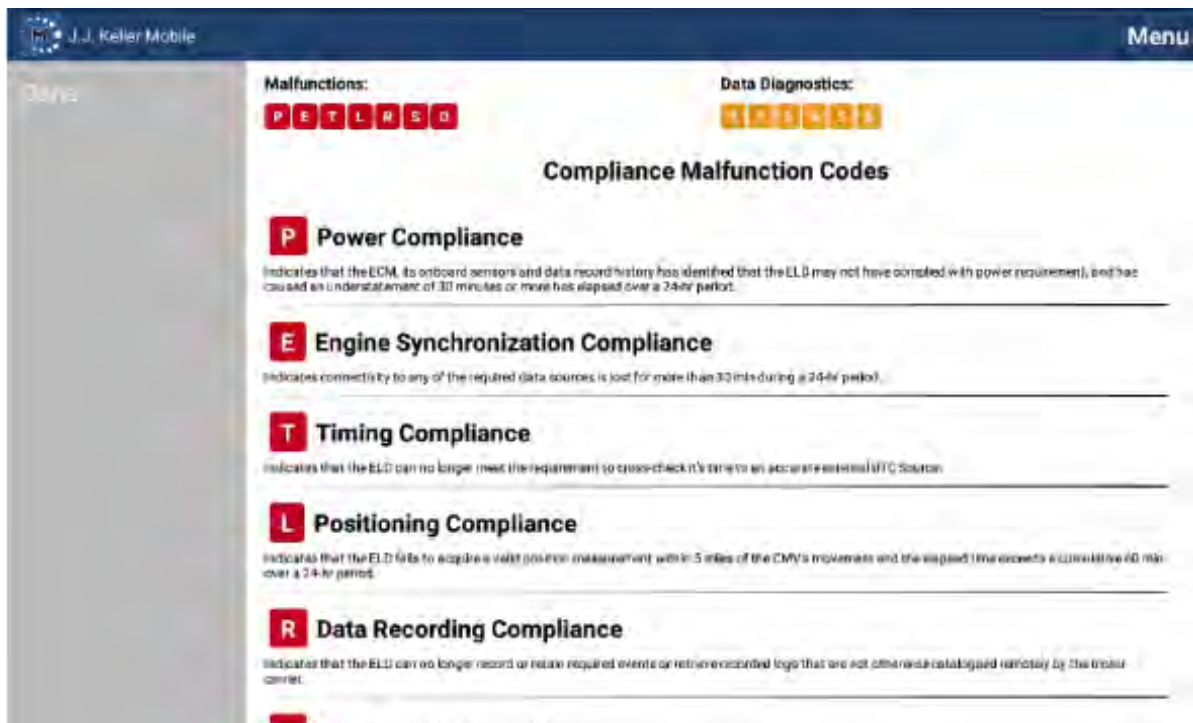 J.J. Keller Mobile
Menu
Done
Malfunctions:
Data Diagnostics:
P E T L R S O
Compliance Malfunction Codes
P Power Compliance
Indicates that the ECM, its onboard sensors and data record history has identified that the ELD may not have complied with power requirement, and has
caused an understatement of 30 minutes or more has elapsed over a 24-hr period.
E Engine Synchronization Compliance
Indicates connectivity to any of the required data sources is lost for more than 30 min during a 24-hr period.
T Timing Compliance
Indicates that the ELD can no longer meet the requirement to cross-check it's time to an accurate external UTC Source.
L Positioning Compliance
Indicates that the ELD fails to acquire a valid position measurement within 5 miles of the CMV's movement and the elapsed time exceeds a cumulative 60 min
over a 24-hr period.
R Data Recording Compliance
Indicates that the ELD can no longer record or retain required events or retrieve recorded logs that are not otherwise catalogued remotely by the motor
carrier.